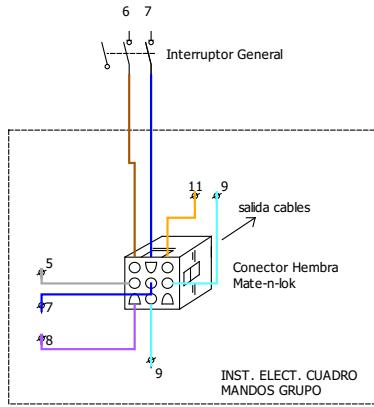 6 7
Interruptor General
11 9
salida cables
5
Conector Hembra
Mate-n-lok
7
8
9
INST. ELECT. CUADRO
MANDOS GRUPO